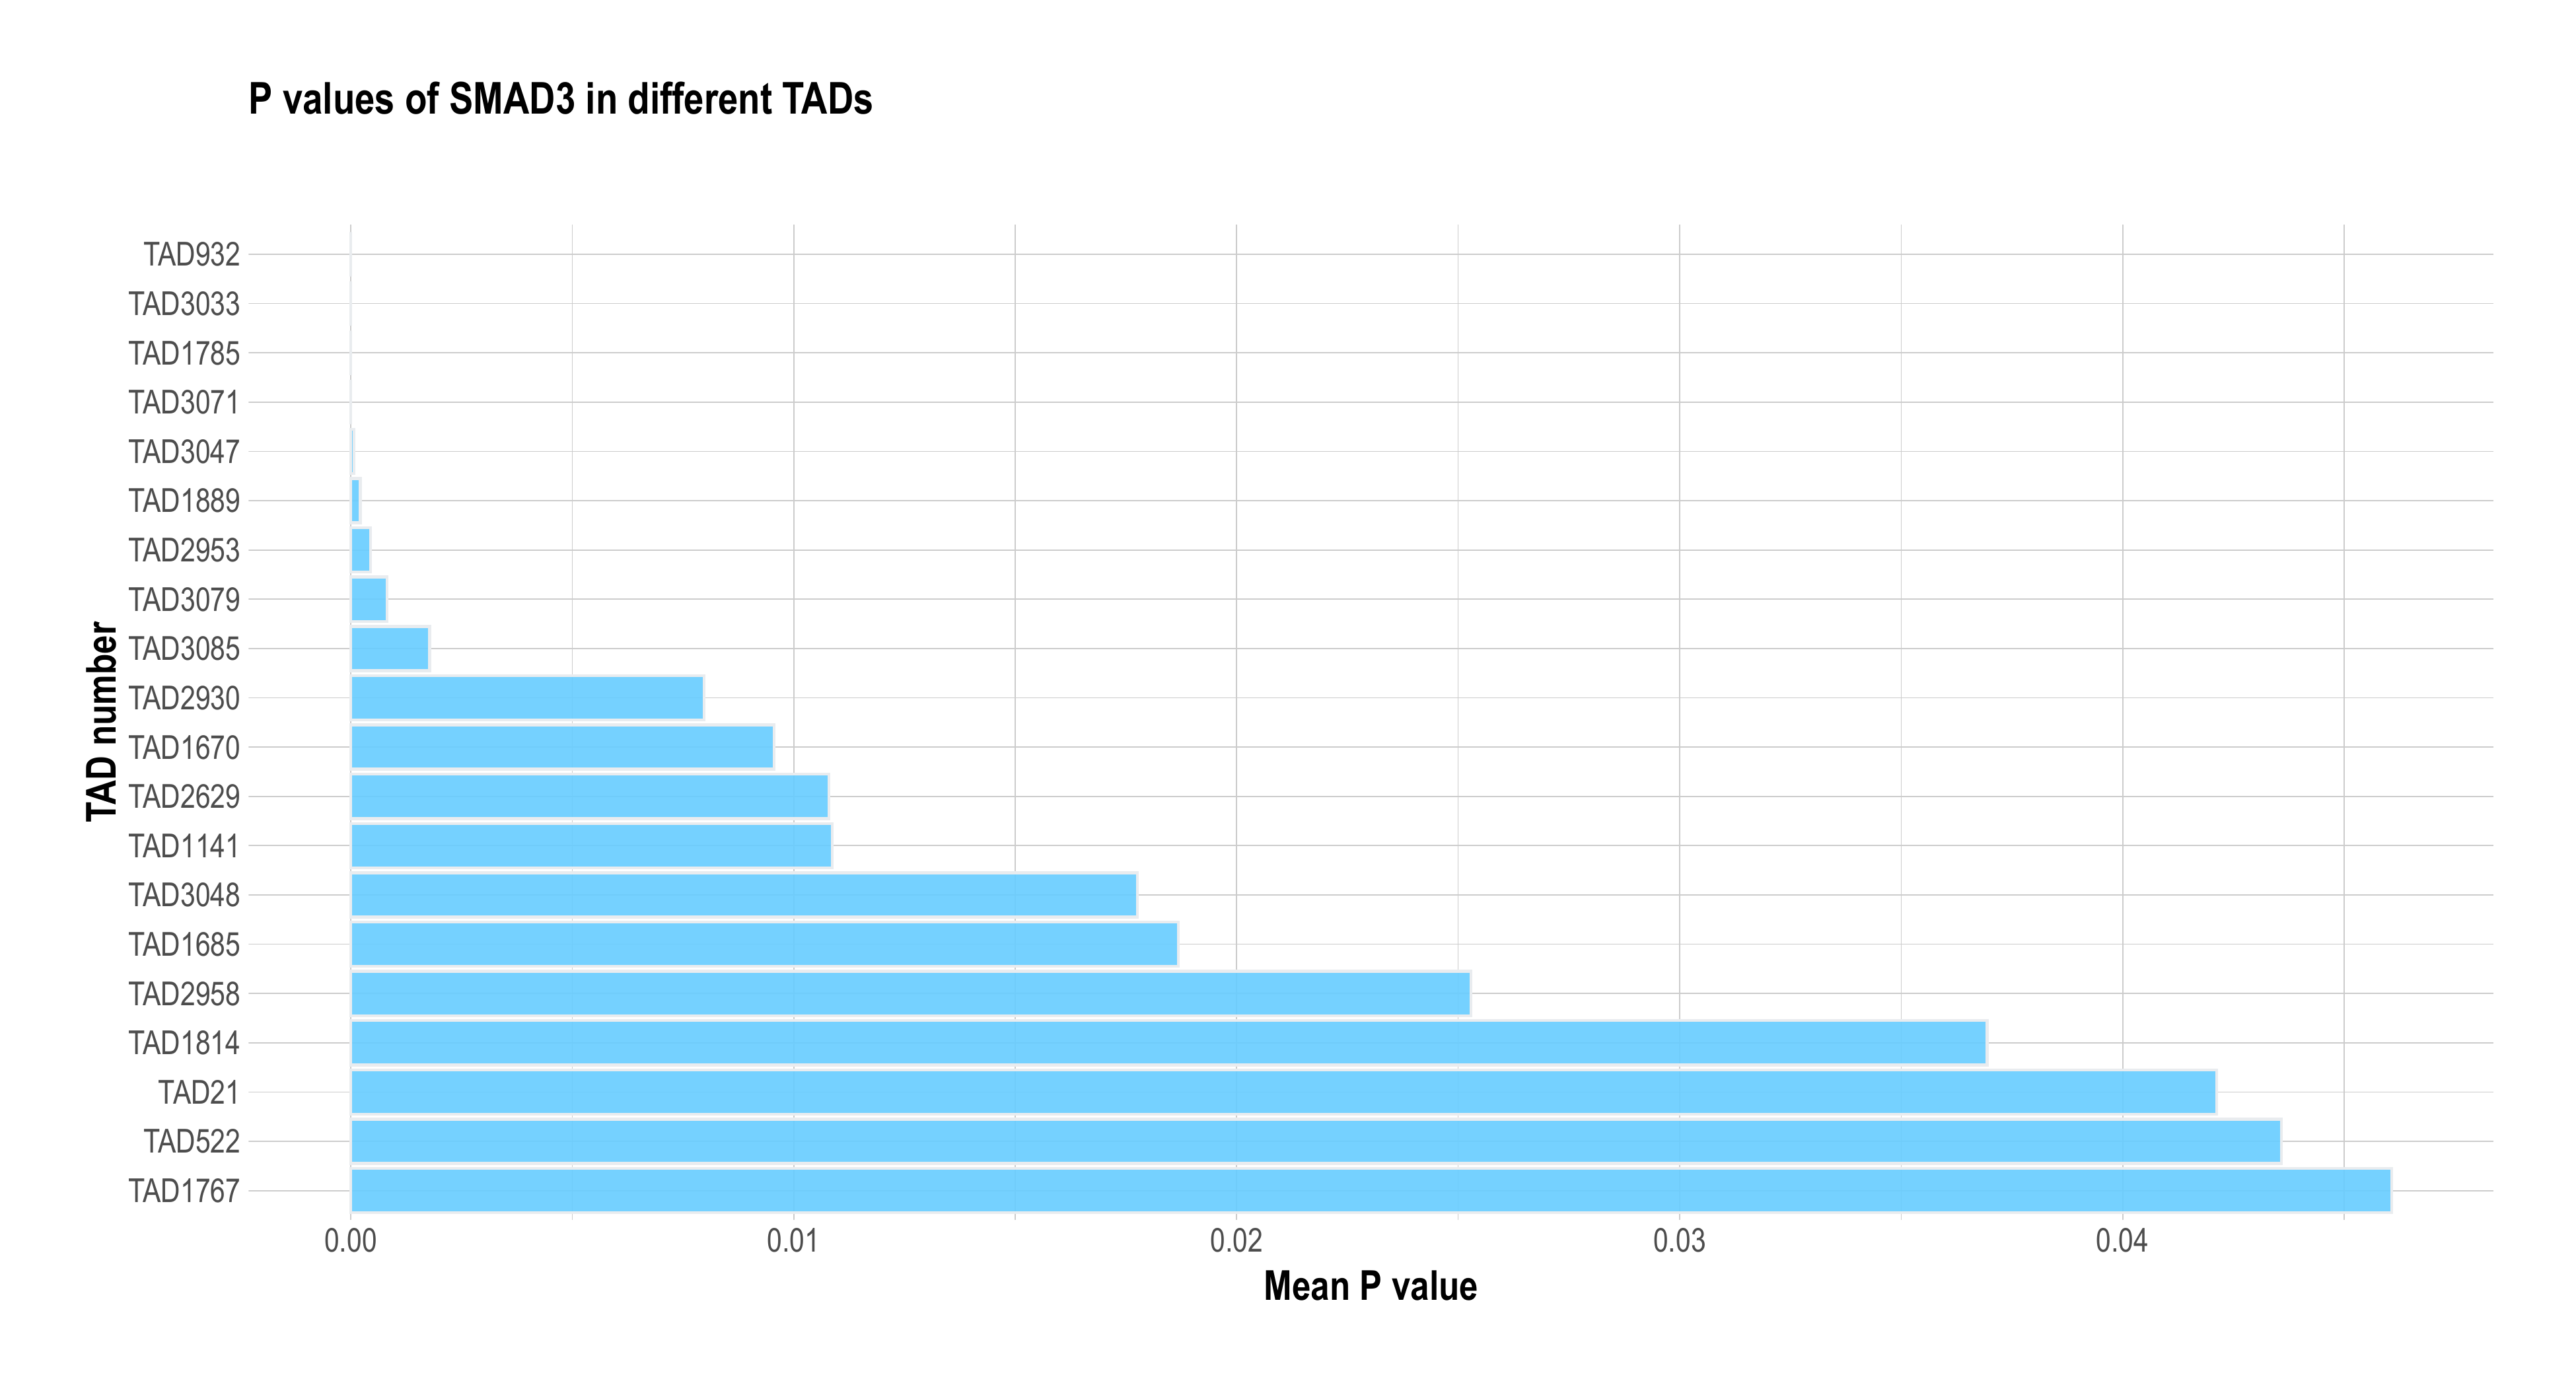 P values of SMAD3 in different TADs
TAD number
TAD932
TAD3033
TAD1785
TAD3071
TAD3047
TAD1889
TAD2953
TAD3079
TAD3085
TAD2930
TAD1670
TAD2629
TAD1141
TAD3048
TAD1685
TAD2958
TAD1814
TAD21
TAD522
TAD1767
0.00 0.01 0.02 0.03 0.04
Mean P value